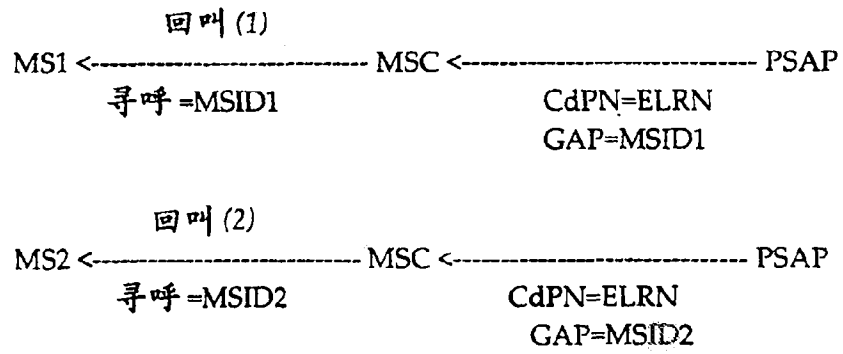 回叫 (1)
MS1 <---------------------------- MSC <------------------------------ PSAP
寻呼 =MSID1 CdPN=ELRN
GAP=MSID1
回叫 (2)
MS2 <--------------------------- MSC <------------------------------ PSAP
寻呼 =MSID2 CdPN=ELRN
GAP=MSID2